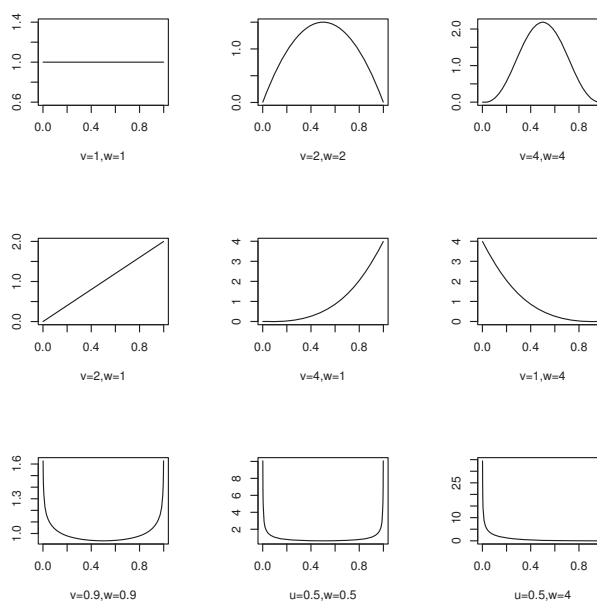 0.6 1.0 1.4
0.0 0.4 0.8
v=1,w=1
0.0 1.0
0.0 0.4 0.8
v=2,w=2
0.0 1.0 2.0
0.0 0.4 0.8
v=4,w=4
0.0 1.0 2.0
0.0 0.4 0.8
v=2,w=1
0 1 2 3 4
0.0 0.4 0.8
v=4,w=1
0 1 2 3 4
0.0 0.4 0.8
v=1,w=4
1.0 1.3 1.6
0.0 0.4 0.8
v=0.9,w=0.9
2 4 6 8
0.0 0.4 0.8
u=0.5,w=0.5
0 10 25
0.0 0.4 0.8
u=0.5,w=4